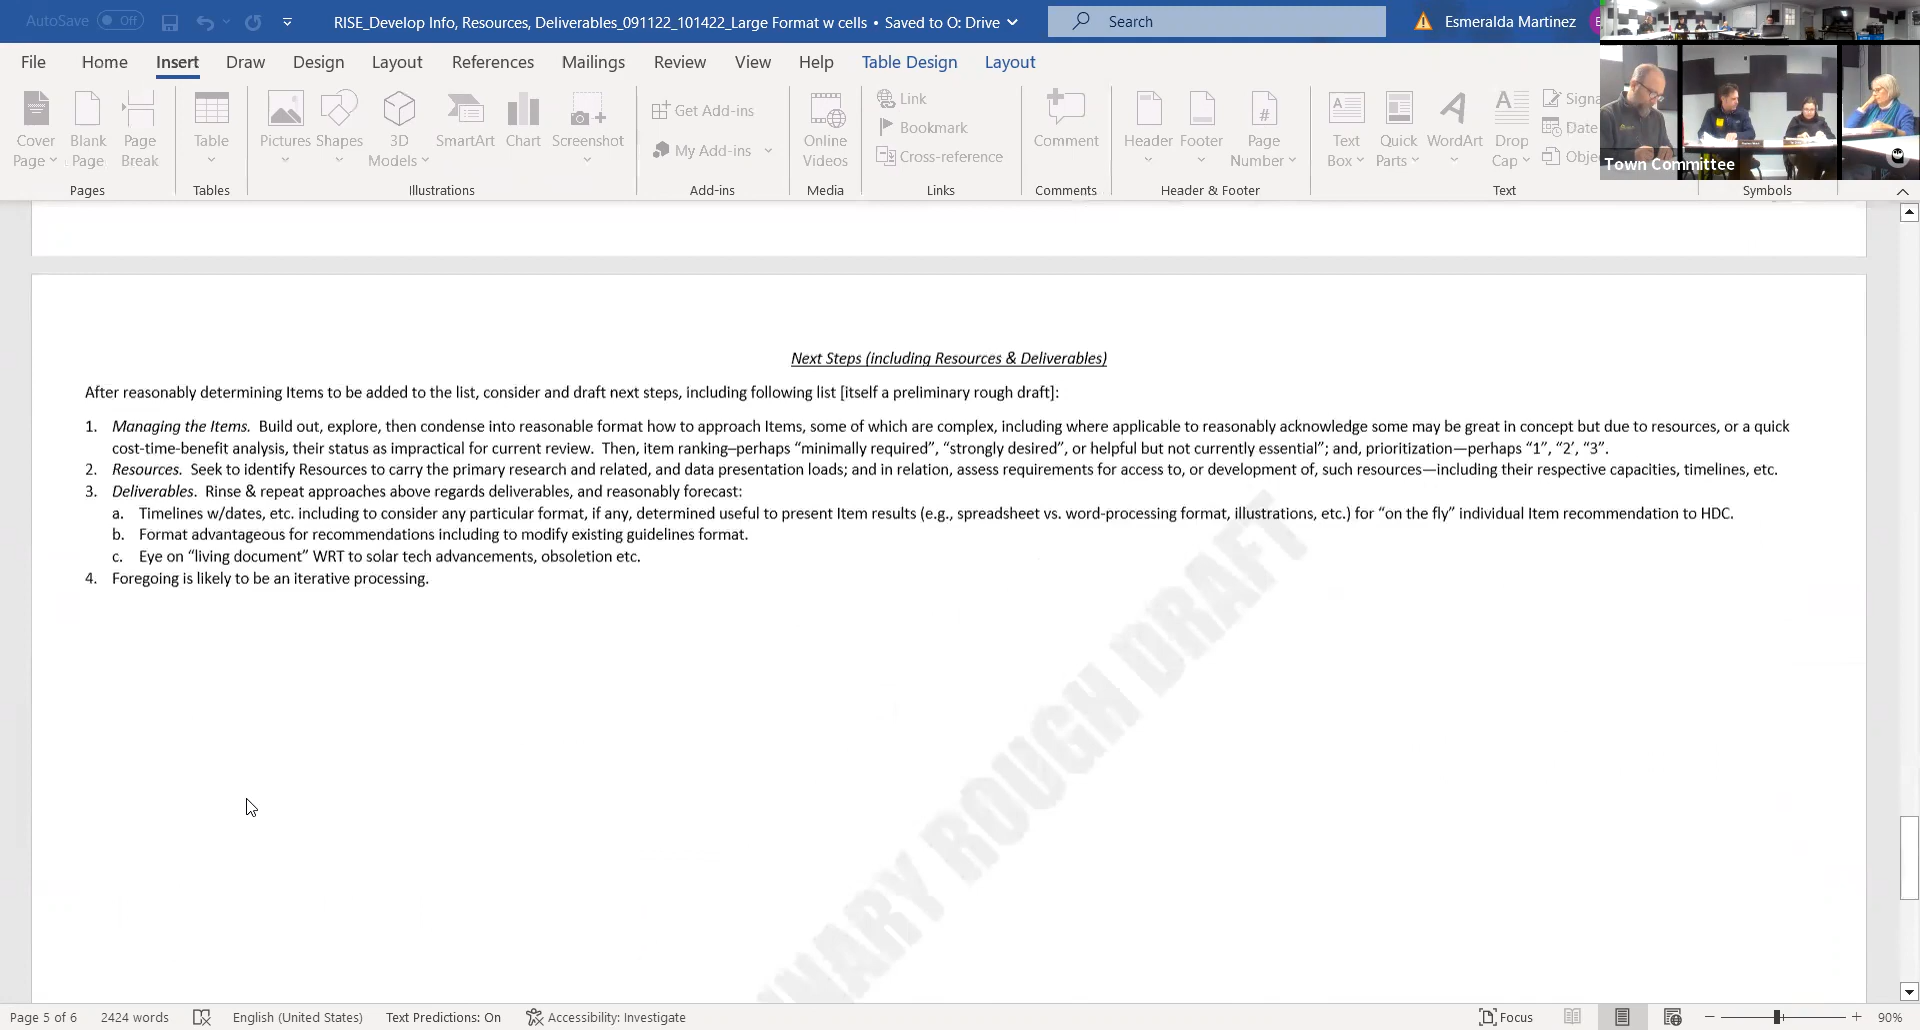 AutoSave Off RISE_Develop Info, Resources, Deliverables_091122_101422_Large Format w cells • Saved to O: Drive Search Esmeralda Martinez
File Home Insert Draw Design Layout References Mailings Review View Help Table Design Layout
Cover Page Blank Page Page Break Table Pictures Shapes 3D Models SmartArt Chart Screenshot Get Add-ins My Add-ins Online Videos Link Bookmark Cross-reference Comment Header Footer Page Number Text Box Quick Parts WordArt Drop Cap Signa Date Obje
Town Committee
Pages Tables Illustrations Add-ins Media Links Comments Header & Footer Text Symbols
Next Steps (including Resources & Deliverables)
After reasonably determining Items to be added to the list, consider and draft next steps, including following list [itself a preliminary rough draft]:
1. Managing the Items. Build out, explore, then condense into reasonable format how to approach Items, some of which are complex, including where applicable to reasonably acknowledge some may be great in concept but due to resources, or a quick
cost-time-benefit analysis, their status as impractical for current review. Then, item ranking–perhaps “minimally required”, “strongly desired”, or helpful but not currently essential”; and, prioritization—perhaps “1”, “2’, “3”.
2. Resources. Seek to identify Resources to carry the primary research and related, and data presentation loads; and in relation, assess requirements for access to, or development of, such resources—including their respective capacities, timelines, etc.
3. Deliverables. Rinse & repeat approaches above regards deliverables, and reasonably forecast:
a. Timelines w/dates, etc. including to consider any particular format, if any, determined useful to present Item results (e.g., spreadsheet vs. word-processing format, illustrations, etc.) for “on the fly” individual Item recommendation to HDC.
b. Format advantageous for recommendations including to modify existing guidelines format.
c. Eye on “living document” WRT to solar tech advancements, obsoletion etc.
4. Foregoing is likely to be an iterative processing.
INARY ROUGH DRAFT
Page 5 of 6 2424 words English (United States) Text Predictions: On Accessibility: Investigate Focus 90%